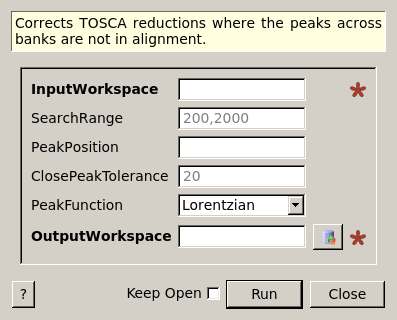 Corrects TOSCA reductions where the peaks across
banks are not in alignment.
InputWorkspace
SearchRange 200,2000
PeakPosition
ClosePeakTolerance 20
PeakFunction Lorentzian
OutputWorkspace
? Keep Open Run Close